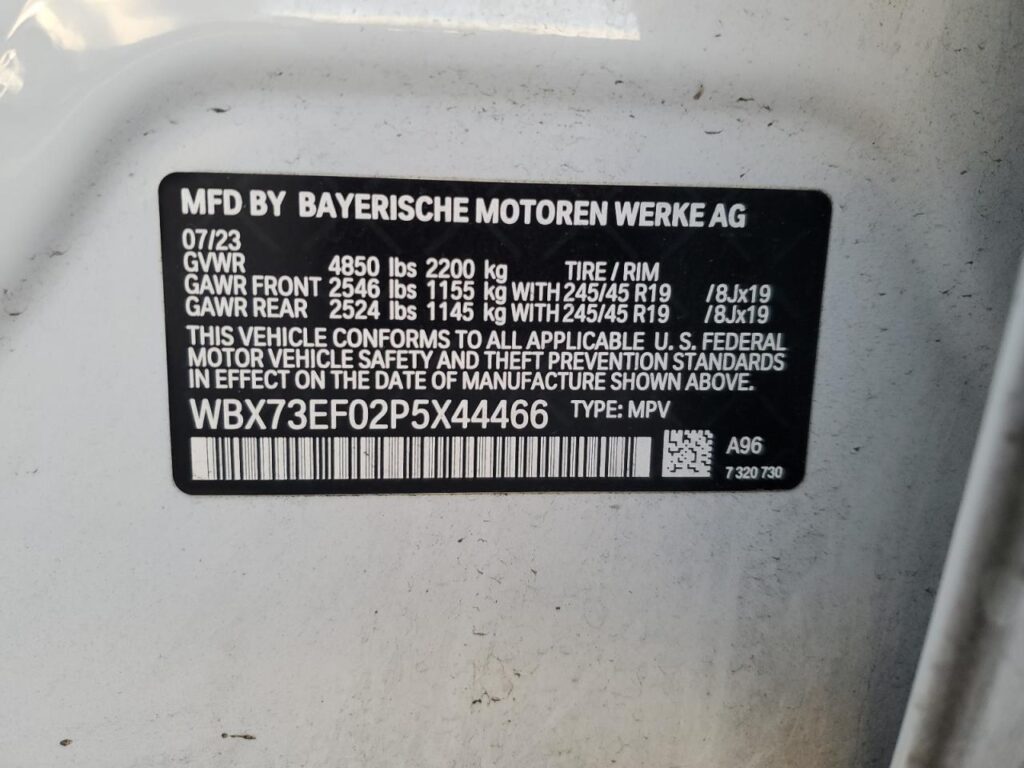 MFD BY BAYERISCHE MOTOREN WERKE AG
07/23
GVWR 4850 lbs 2200 kg TIRE / RIM
GAWR FRONT 2546 lbs 1155 kg WITH 245/45 R19 /8Jx19
GAWR REAR 2524 lbs 1145 kg WITH 245/45 R19 /8Jx19
THIS VEHICLE CONFORMS TO ALL APPLICABLE U. S. FEDERAL
MOTOR VEHICLE SAFETY AND THEFT PREVENTION STANDARDS
IN EFFECT ON THE DATE OF MANUFACTURE SHOWN ABOVE.
WBX73EF02P5X44466 TYPE: MPV
A96
7 320 730